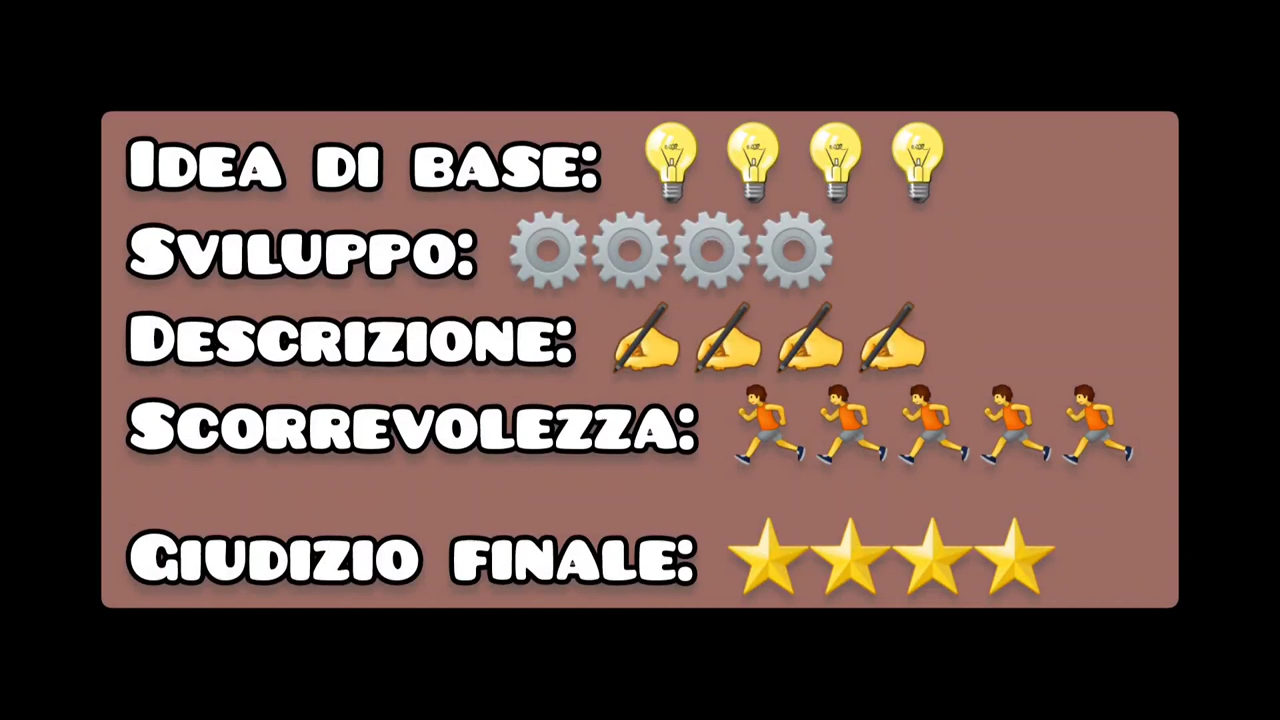 Idea di base: 💡 💡 💡 💡
Sviluppo: ⚙️⚙️⚙️⚙️
Descrizione: ✍️ ✍️ ✍️ ✍️
Scorrevolezza: 🏃 🏃 🏃 🏃 🏃
Giudizio finale: ⭐⭐⭐⭐